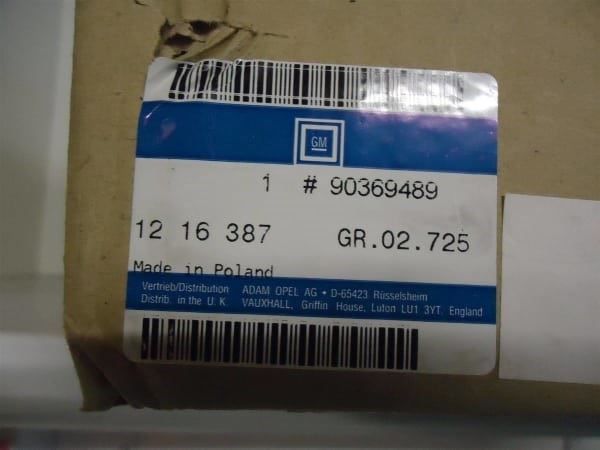 GM
1 # 90369489
12 16 387 GR.02.725
Made in Poland
Vertrieb/Distribution ADAM OPEL AG • D-65423 Rüsselsheim
Distrib. in the U. K VAUXHALL, Griffin House, Luton LU1 3YT. England